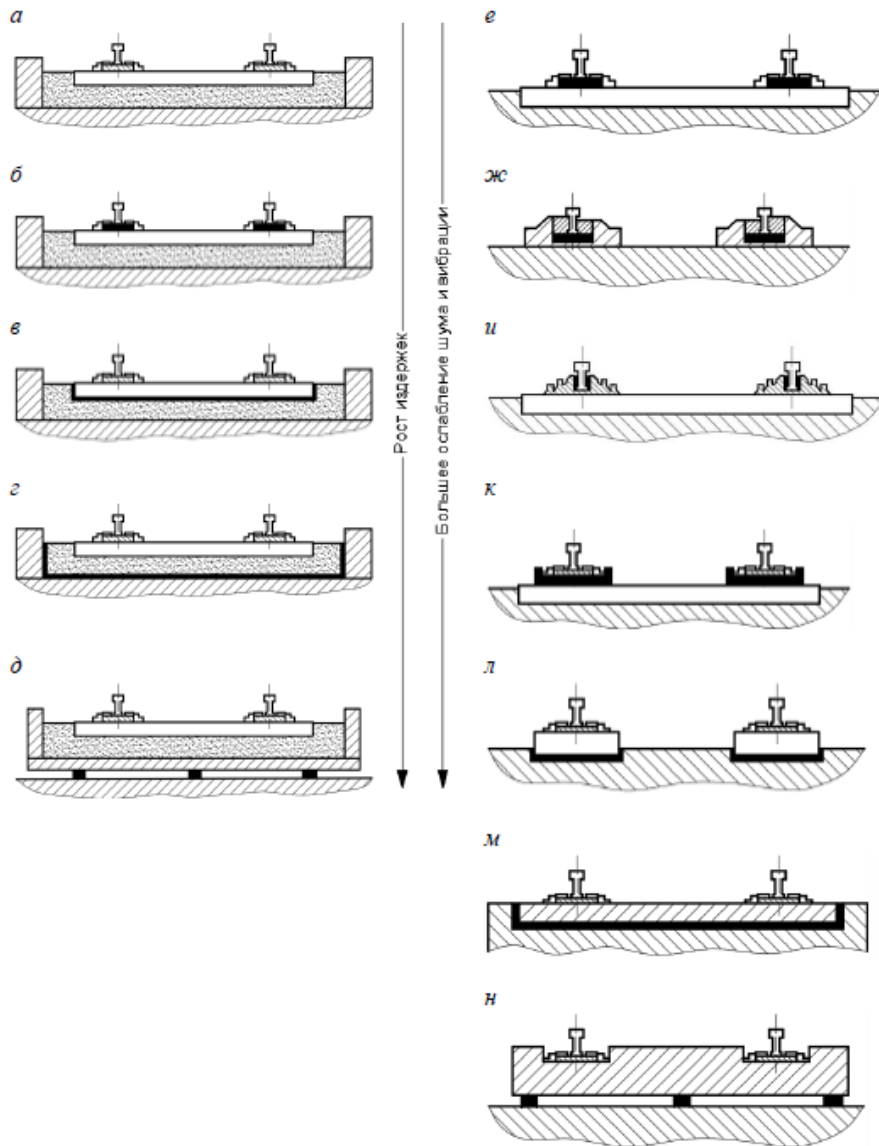 а
б
в
г
д
Рост издержек
Большее ослабление шума и вибрации
е
ж
и
к
л
м
н